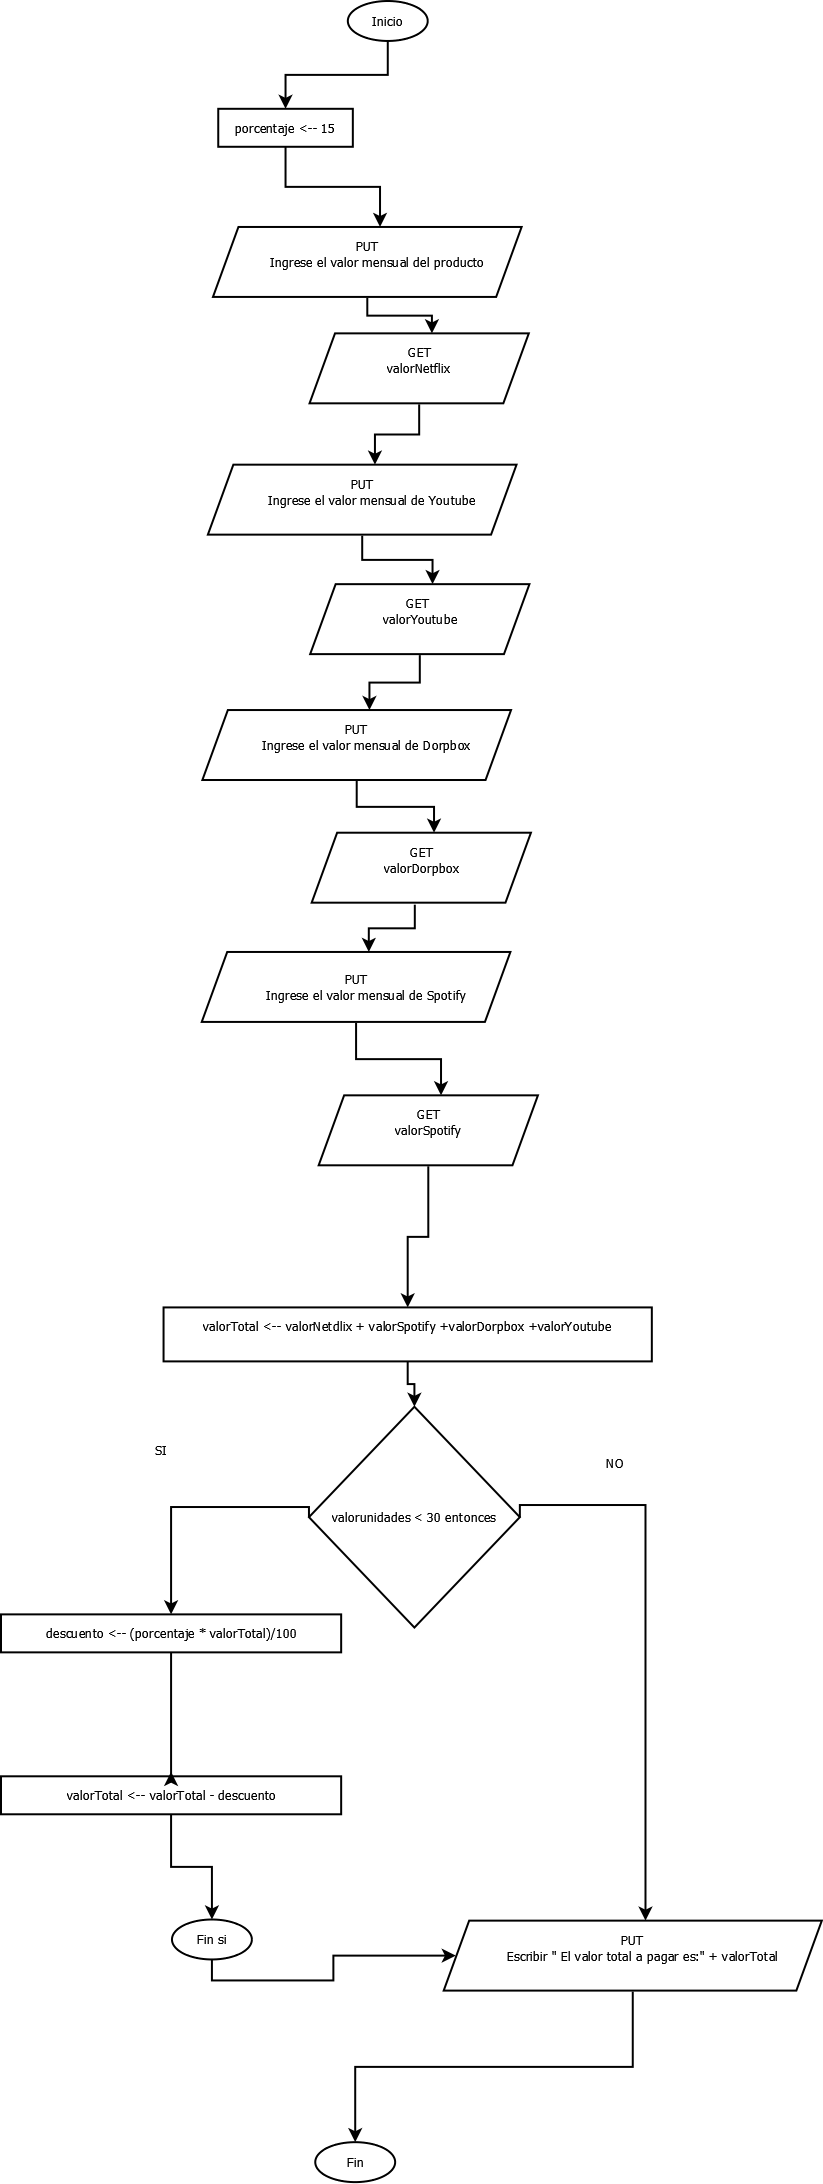 Inicio
porcentaje <-- 15
PUT
Ingrese el valor mensual del producto
GET
valorNetflix
PUT
Ingrese el valor mensual de Youtube
GET
valorYoutube
PUT
Ingrese el valor mensual de Dorpbox
GET
valorDorpbox
PUT
Ingrese el valor mensual de Spotify
GET
valorSpotify
valorTotal <-- valorNetdlix + valorSpotify +valorDorpbox +valorYoutube
SI
NO
valorunidades < 30 entonces
descuento <-- (porcentaje * valorTotal)/100
valorTotal <-- valorTotal - descuento
Fin si
PUT
Escribir " El valor total a pagar es:" + valorTotal
Fin